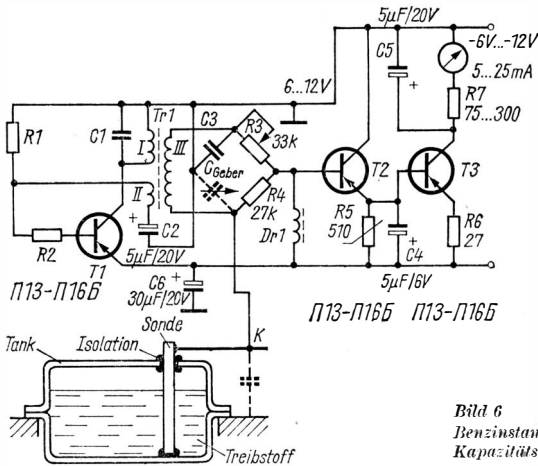 5µF/20V
-6V...-12V
C5
5...25mA
R7
75...300
6...12V
Tr1
C3
R3
33k
R1
C1
I
III
II
C_Geber
R4
27k
T2
T3
R2
C2
T1
5µF/20V
Dr1
R5
510
C4
R6
27
5µF/6V
П13-П16Б
C6
30µF/20V
П13-П16Б
П13-П16Б
Sonde
Isolation
K
Tank
Treibstoff
Bild 6
Benzinstan
Kapazitäts